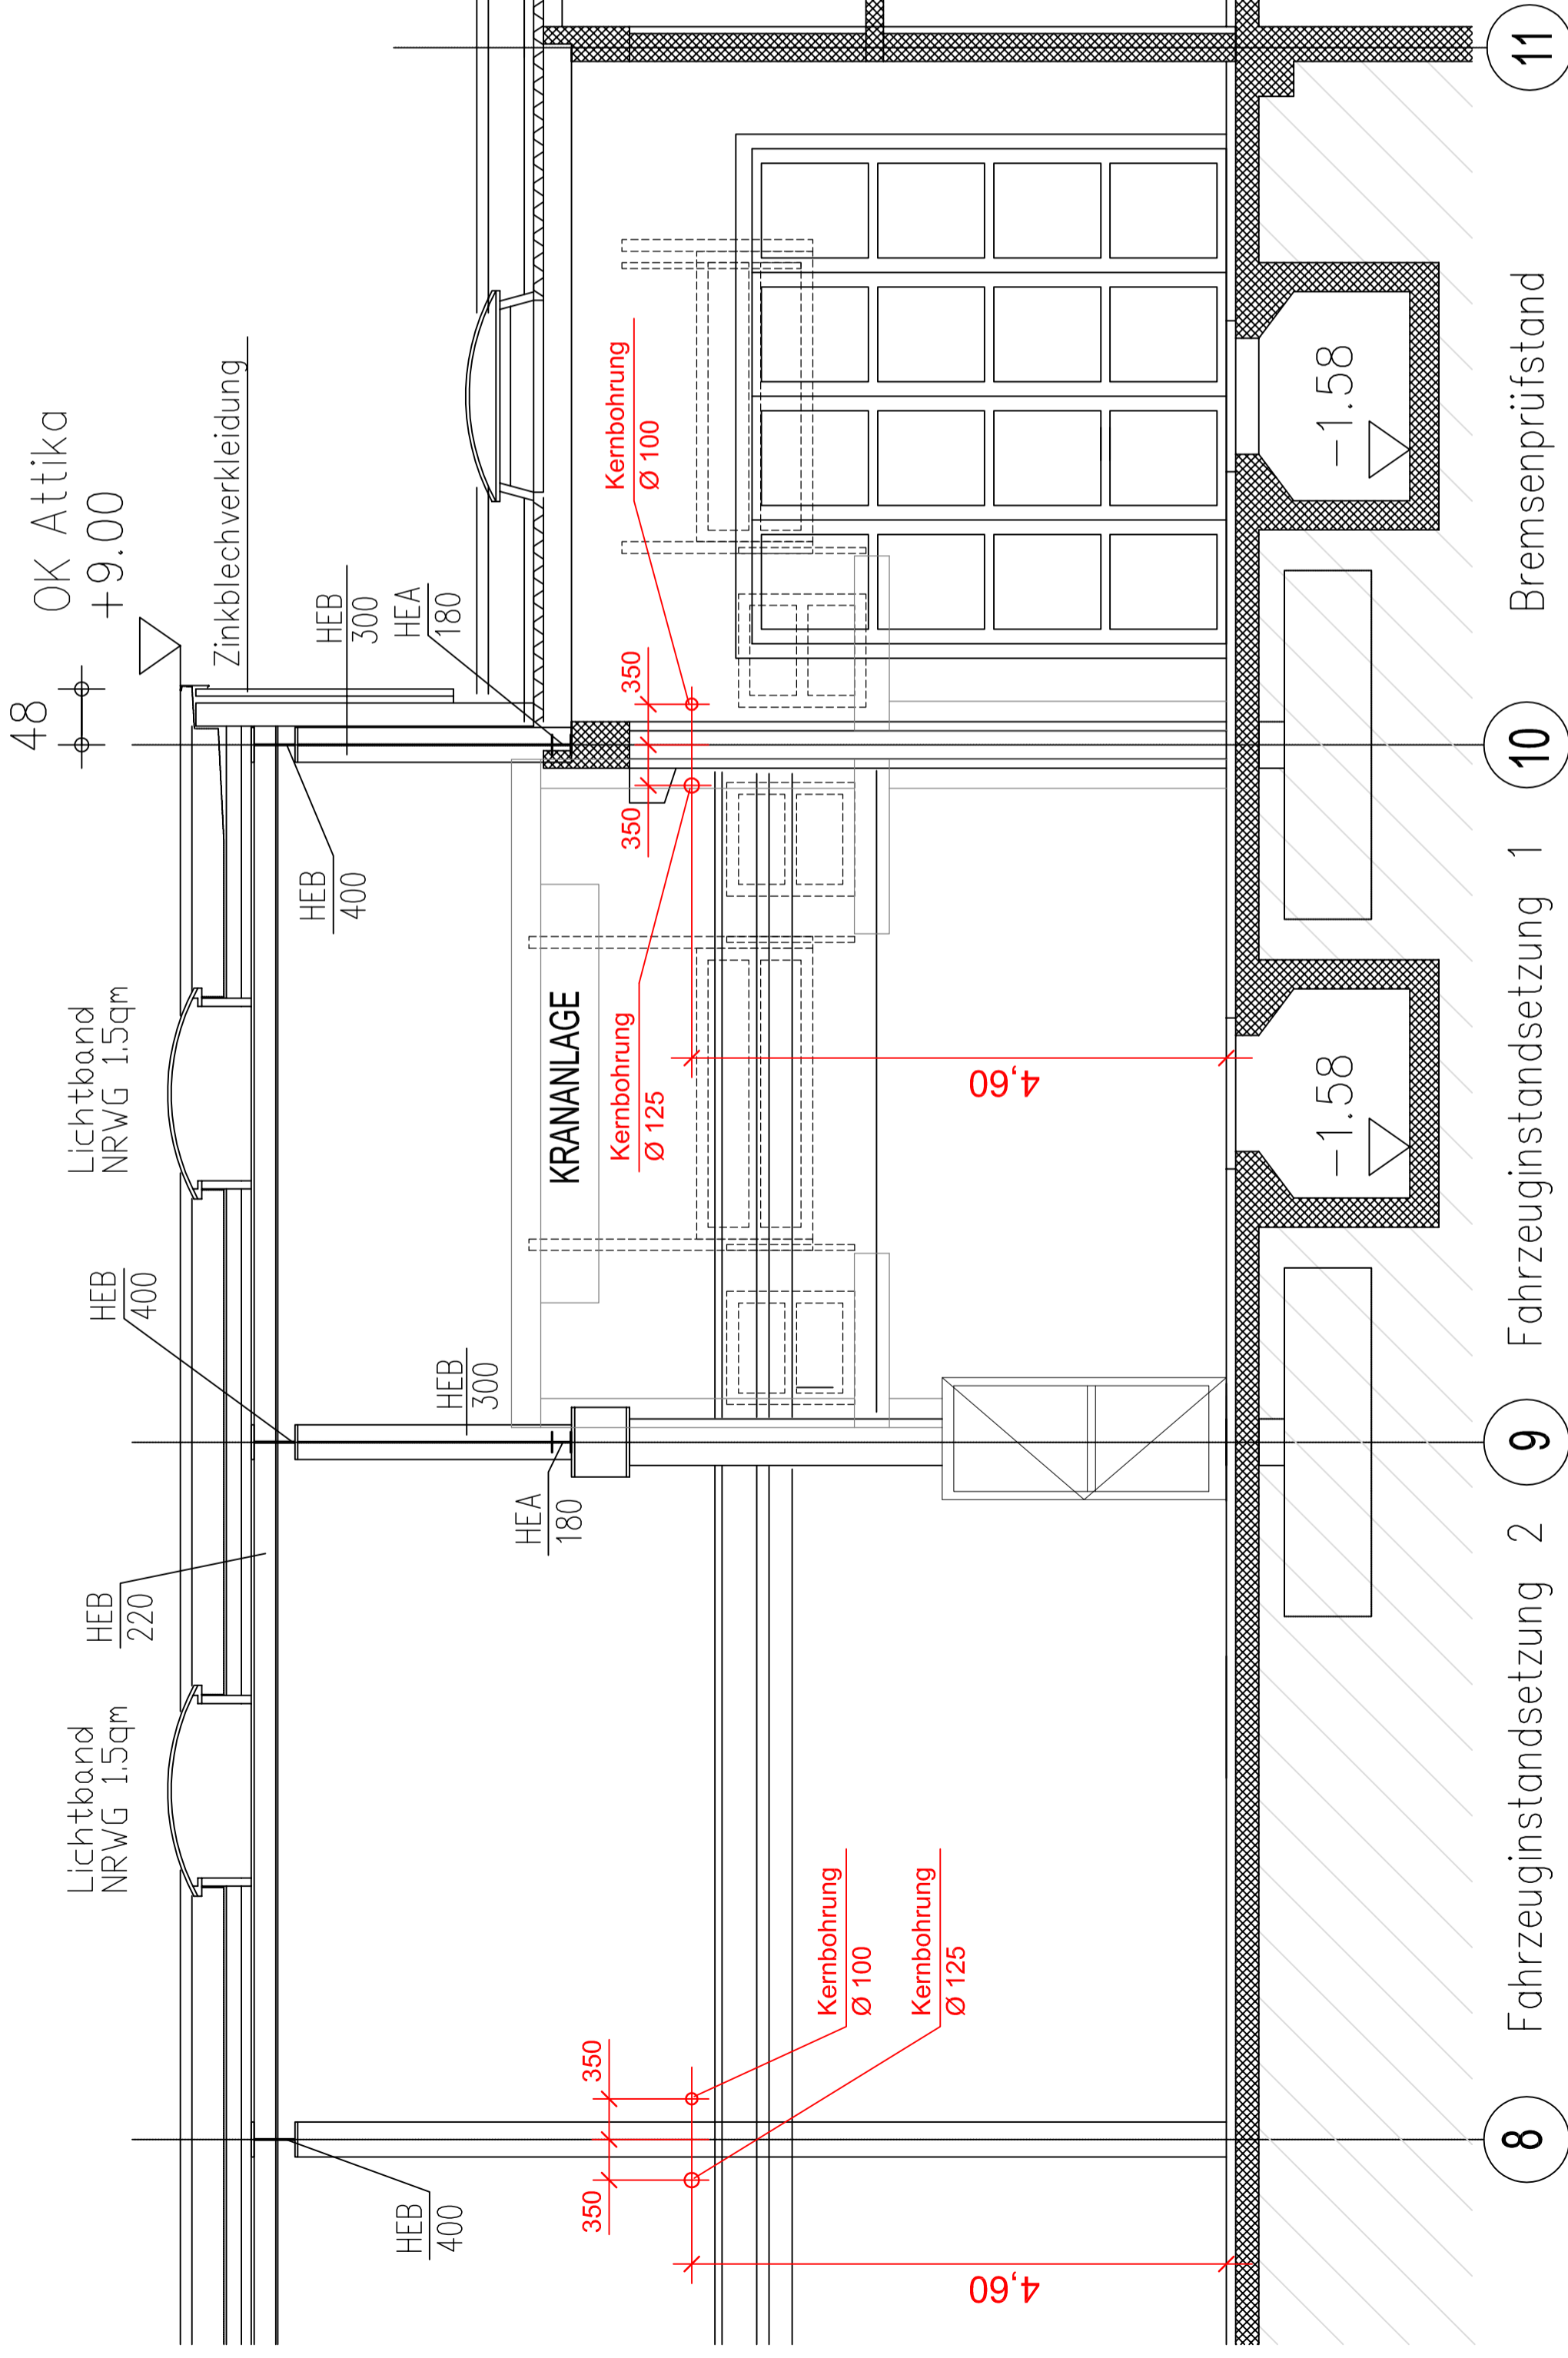 48
OK Attika
+9.00
Zinkblechverkleidung
Lichtband
NRWG 1.5qm
Lichtband
NRWG 1.5qm
HEB
220
HEB
400
HEB
400
HEB
300
HEA
180
HEB
300
HEA
180
HEB
400
KRANANLAGE
Kernbohrung
Ø 100
350
350
Kernbohrung
Ø 125
4,60
350
350
Kernbohrung
Ø 100
Kernbohrung
Ø 125
4,60
-1.58
-1.58
8
Fahrzeuginstandsetzung 2
9
Fahrzeuginstandsetzung 1
10
Bremsenprüfstand
11